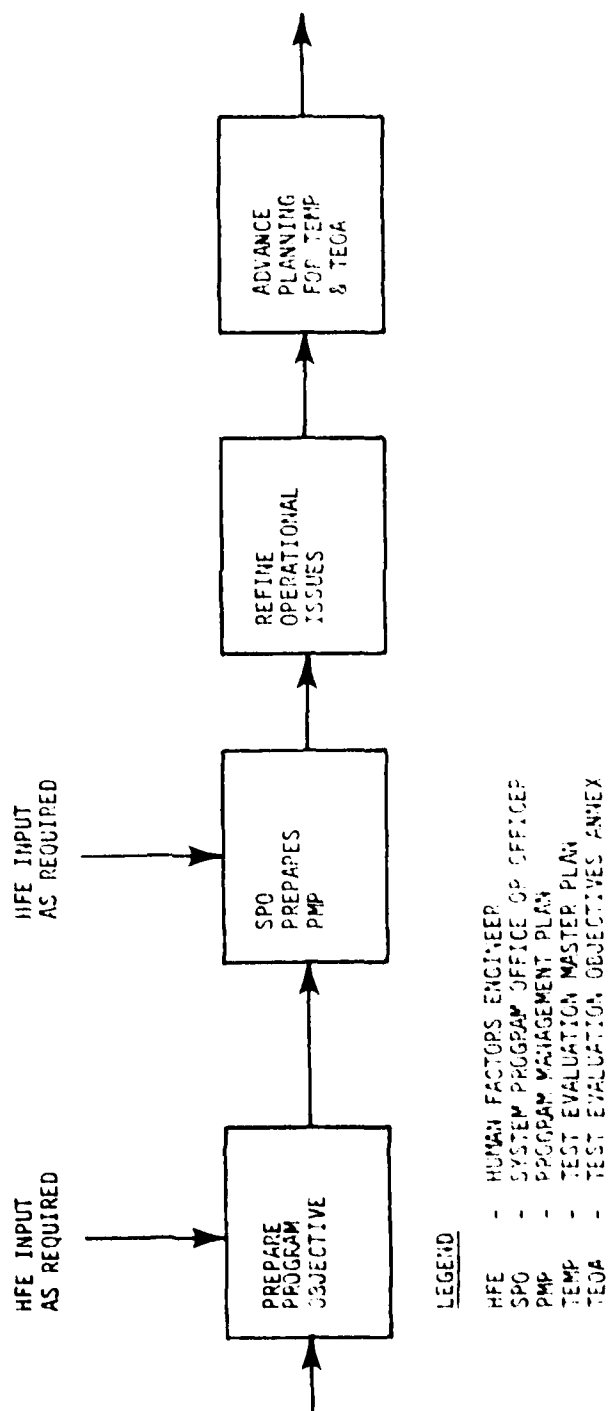 HFE INPUT
AS REQUIRED
HFE INPUT
AS REQUIRED
PREPARE
PROGRAM
OBJECTIVE
SPO
PREPARES
PMP
REFINE
OPERATIONAL
ISSUES
ADVANCE
PLANNING
FOR TEMP
& TEOA
LEGEND
HFE - HUMAN FACTORS ENGINEER
SPO - SYSTEM PROGRAM OFFICE OR OFFICER
PMP - PROGRAM MANAGEMENT PLAN
TEMP - TEST EVALUATION MASTER PLAN
TEOA - TEST EVALUATION OBJECTIVES ANNEX